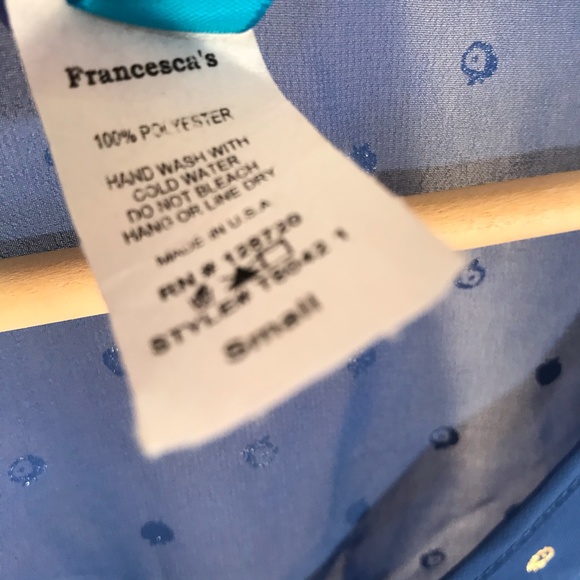 Francesca's
100% POLYESTER
HAND WASH WITH
COLD WATER
DO NOT BLEACH
HANG OR LINE DRY
MADE IN U.S.A
RN #
STYLE#
Small